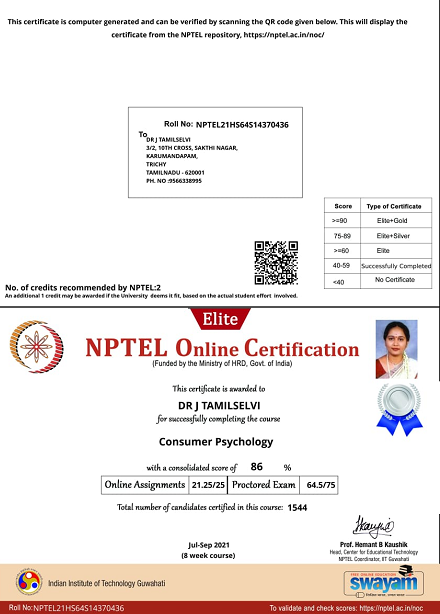 This certificate is computer generated and can be verified by scanning the QR code given below. This will display the
certificate from the NPTEL repository, https://nptel.ac.in/noc/
Roll No: NPTEL21HS64S14370436
To
DR J TAMILSELVI
3/2, 10TH CROSS, SAKTHI NAGAR,
KARUMANDAPAM,
TRICHY
TAMILNADU - 620001
PH. NO :9566338995
Score Type of Certificate
>=90 Elite+Gold
75-89 Elite+Silver
>=60 Elite
40-59 Successfully Completed
<40 No Certificate
No. of credits recommended by NPTEL:2
An additional 1 credit may be awarded if the University deems it fit, based on the actual student effort involved.
Elite
NPTEL Online Certification
(Funded by the Ministry of HRD, Govt. of India)
This certificate is awarded to
DR J TAMILSELVI
for successfully completing the course
Consumer Psychology
with a consolidated score of 86 %
Online Assignments 21.25/25 Proctored Exam 64.5/75
Total number of candidates certified in this course: 1544
Jul-Sep 2021
(8 week course)
Prof. Hemant B Kaushik
Head, Center for Educational Technology
NPTEL Coordinator, IIT Guwahati
Indian Institute of Technology Guwahati
FREE ONLINE EDUCATION
swayam
Roll No:NPTEL21HS64S14370436
To validate and check scores: https://nptel.ac.in/noc